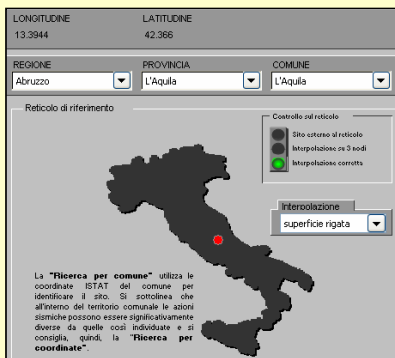 LONGITUDINE LATITUDINE
13.3944 42.366
REGIONE PROVINCIA COMUNE
Abruzzo L'Aquila L'Aquila
Reticolo di riferimento
Controllo sul reticolo
Sito esterno al reticolo
Interpolazione su 3 nodi
Interpolazione corretta
Interpolazione
superficie rigata
La "Ricerca per comune" utilizza le
coordinate ISTAT del comune per
identificare il sito. Si sottolinea che
all'interno del territorio comunale le azioni
sismiche possono essere significativamente
diverse da quelle così individuate e si
consiglia, quindi, la "Ricerca per
coordinate".